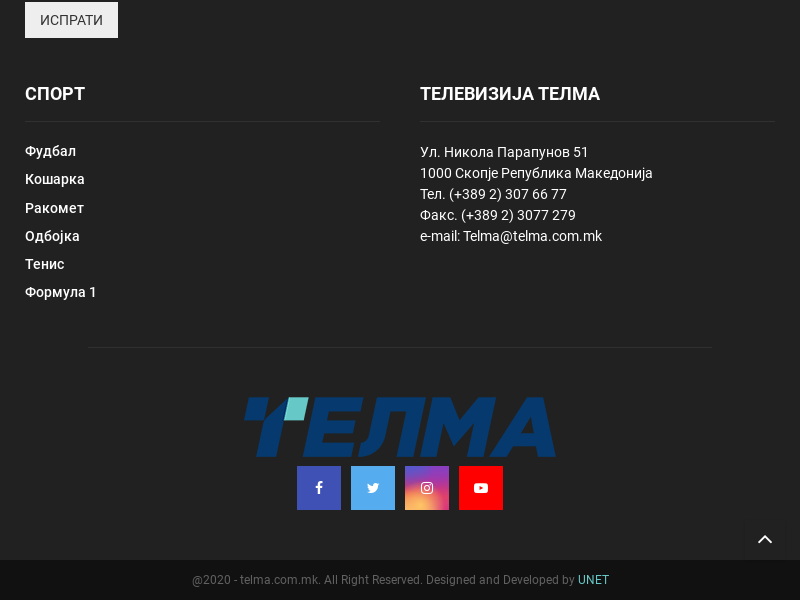 ИСПРАТИ
СПОРТ
Фудбал
Кошарка
Ракомет
Одбојка
Тенис
Формула 1
ТЕЛЕВИЗИЈА ТЕЛМА
Ул. Никола Парапунов 51
1000 Скопје Република Македонија
Тел. (+389 2) 307 66 77
Факс. (+389 2) 3077 279
e-mail: Telma@telma.com.mk
ТЕЛМА
@2020 - telma.com.mk. All Right Reserved. Designed and Developed by UNET